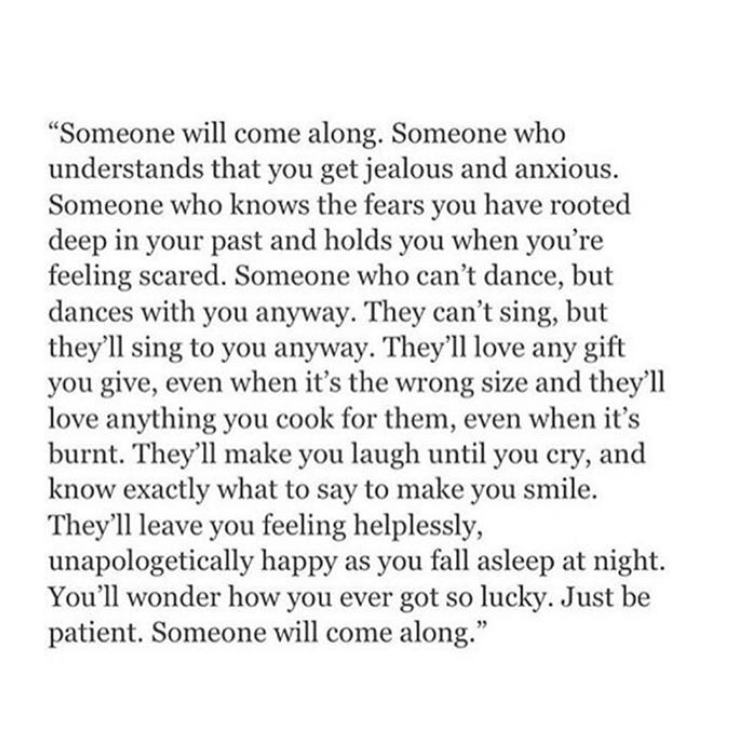 “Someone will come along. Someone who
understands that you get jealous and anxious.
Someone who knows the fears you have rooted
deep in your past and holds you when you’re
feeling scared. Someone who can’t dance, but
dances with you anyway. They can’t sing, but
they’ll sing to you anyway. They’ll love any gift
you give, even when it’s the wrong size and they’ll
love anything you cook for them, even when it’s
burnt. They’ll make you laugh until you cry, and
know exactly what to say to make you smile.
They’ll leave you feeling helplessly,
unapologetically happy as you fall asleep at night.
You’ll wonder how you ever got so lucky. Just be
patient. Someone will come along.”